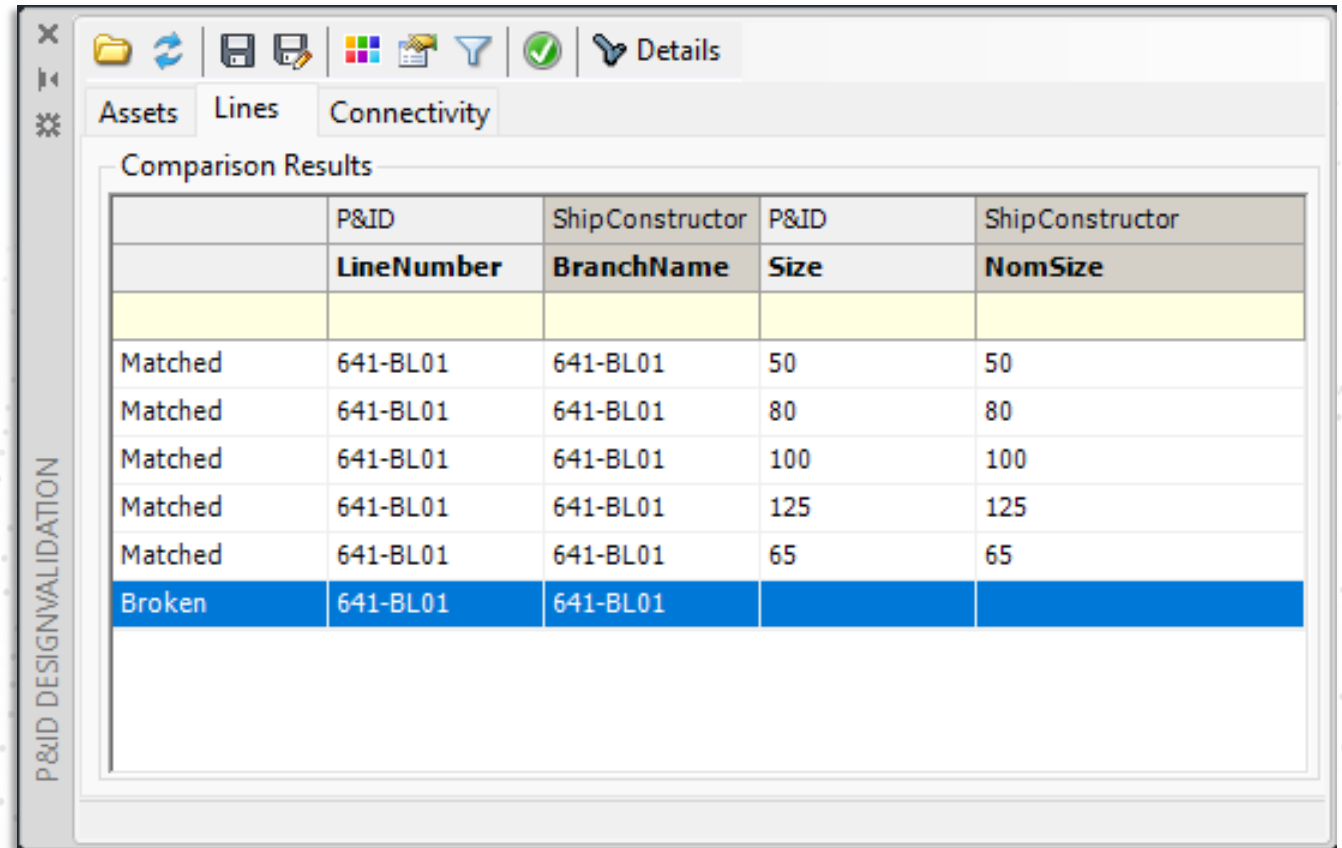 Details
Assets Lines Connectivity
Comparison Results
P&ID ShipConstructor P&ID ShipConstructor
LineNumber BranchName Size NomSize
Matched 641-BL01 641-BL01 50 50
Matched 641-BL01 641-BL01 80 80
Matched 641-BL01 641-BL01 100 100
Matched 641-BL01 641-BL01 125 125
Matched 641-BL01 641-BL01 65 65
Broken 641-BL01 641-BL01
P&ID DESIGNVALIDATION